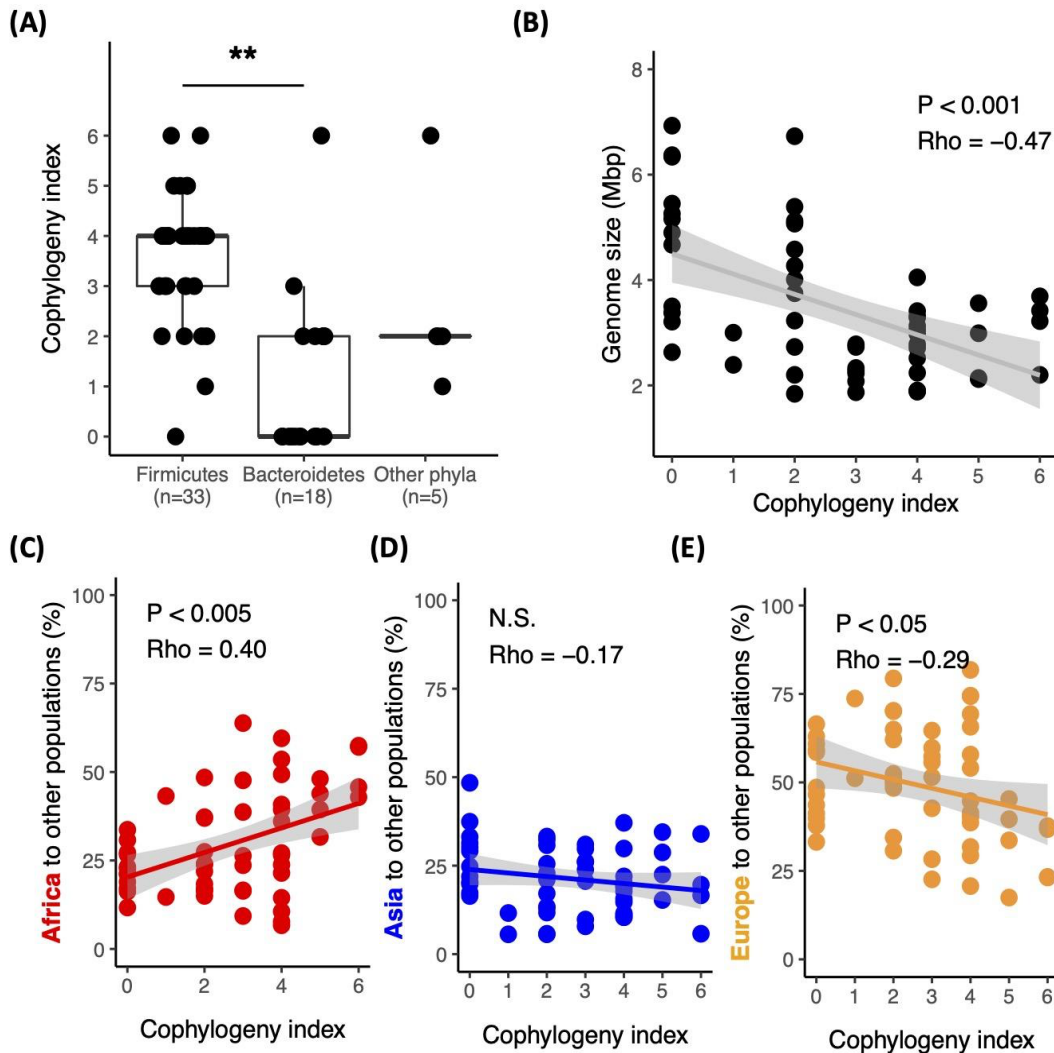 (A)
**
Cophylogeny index
6
5
4
3
2
1
0
Firmicutes
(n=33)
Bacteroidetes
(n=18)
Other phyla
(n=5)
(B)
P < 0.001
Rho = −0.47
Genome size (Mbp)
8
6
4
2
0 1 2 3 4 5 6
Cophylogeny index
(C)
P < 0.005
Rho = 0.40
Africa to other populations (%)
100
75
50
25
0
0 2 4 6
Cophylogeny index
(D)
N.S.
Rho = −0.17
Asia to other populations (%)
100
75
50
25
0
0 1 2 3 4 5 6
Cophylogeny index
(E)
P < 0.05
Rho = −0.29
Europe to other populations (%)
100
75
50
25
0
0 1 2 3 4 5 6
Cophylogeny index